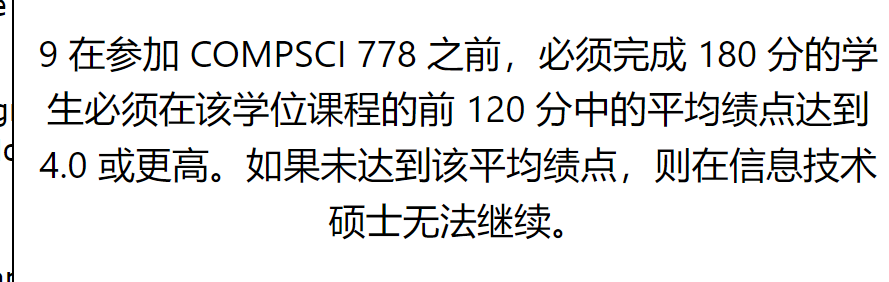 9 在参加 COMPSCI 778 之前，必须完成 180 分的学
生必须在该学位课程的前 120 分中的平均绩点达到
4.0 或更高。如果未达到该平均绩点，则在信息技术
硕士无法继续。